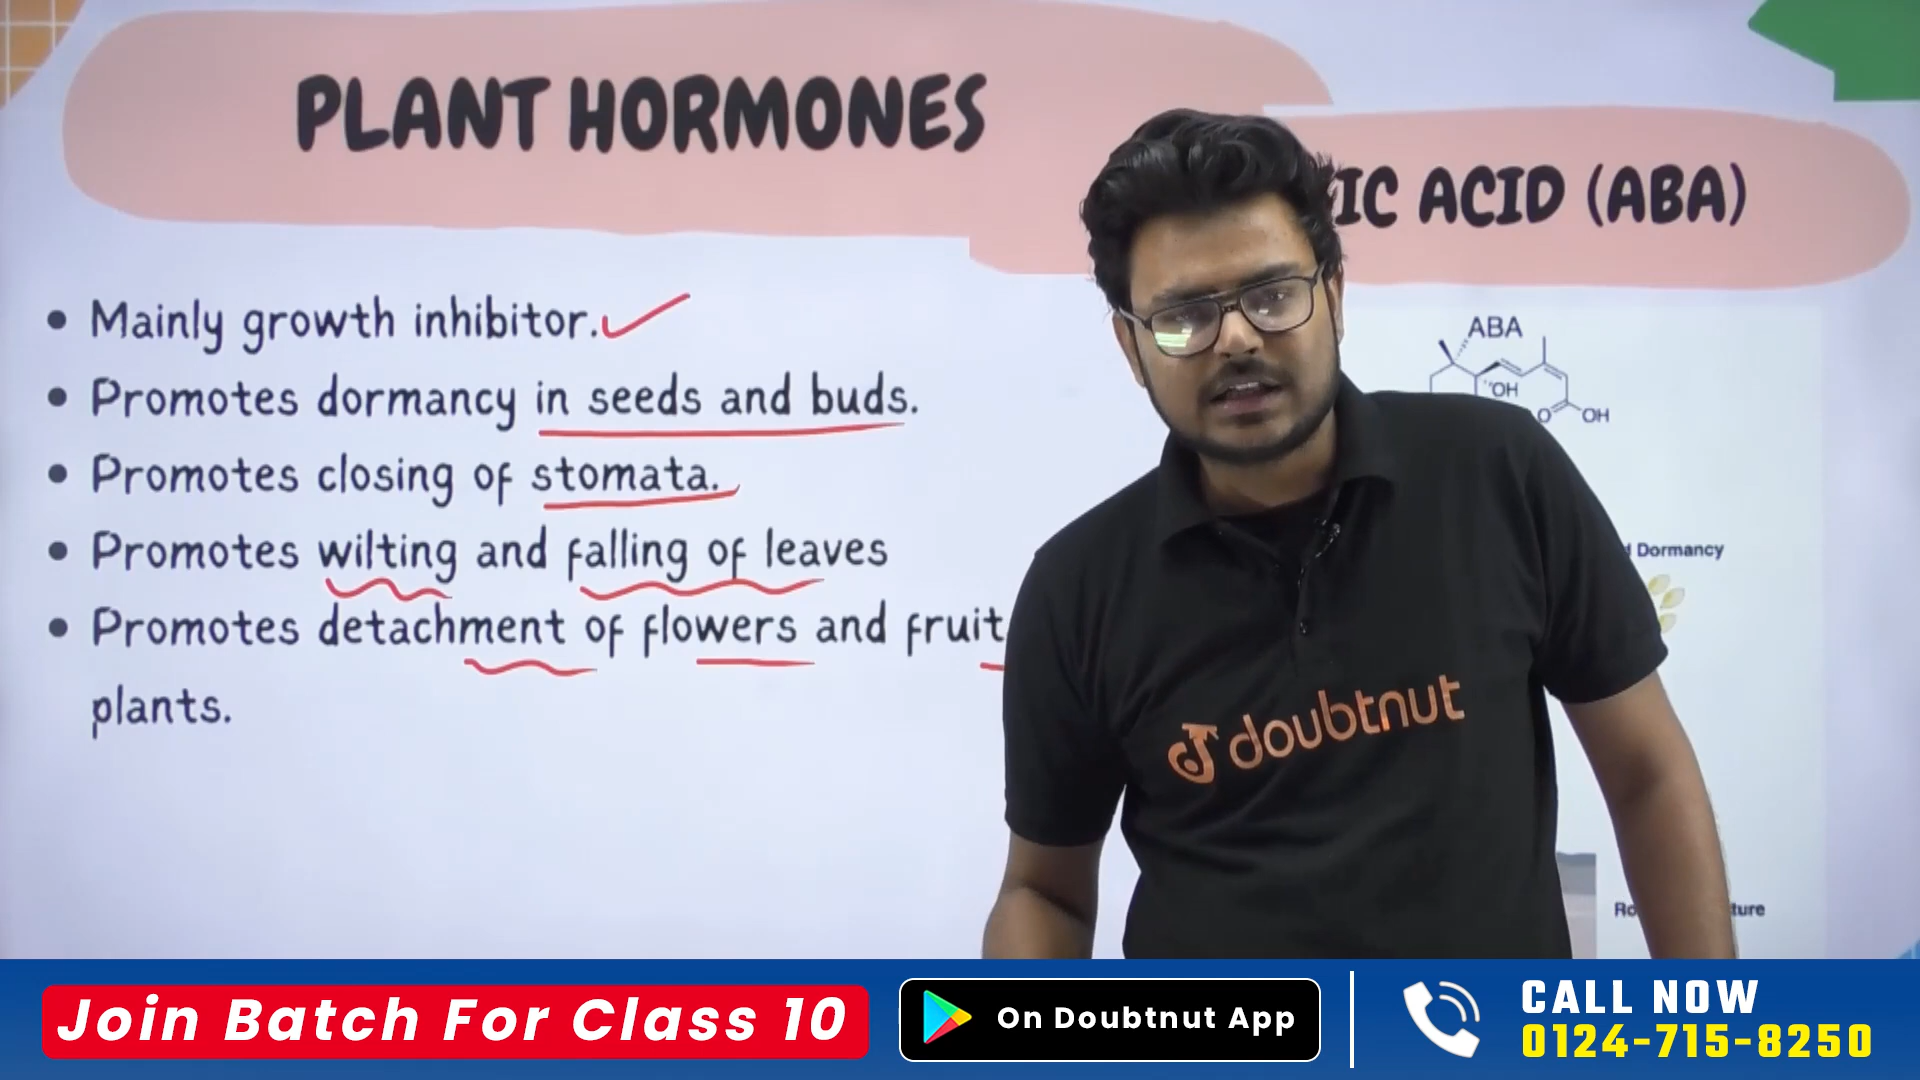 PLANT HORMONES
IC ACID (ABA)
• Mainly growth inhibitor.
• Promotes dormancy in seeds and buds.
• Promotes closing of stomata.
• Promotes wilting and falling of leaves
• Promotes detachment of flowers and fruit
plants.
ABA
OH
O
OH
Dormancy
doubtnut
Join Batch For Class 10
On Doubtnut App
CALL NOW
0124-715-8250